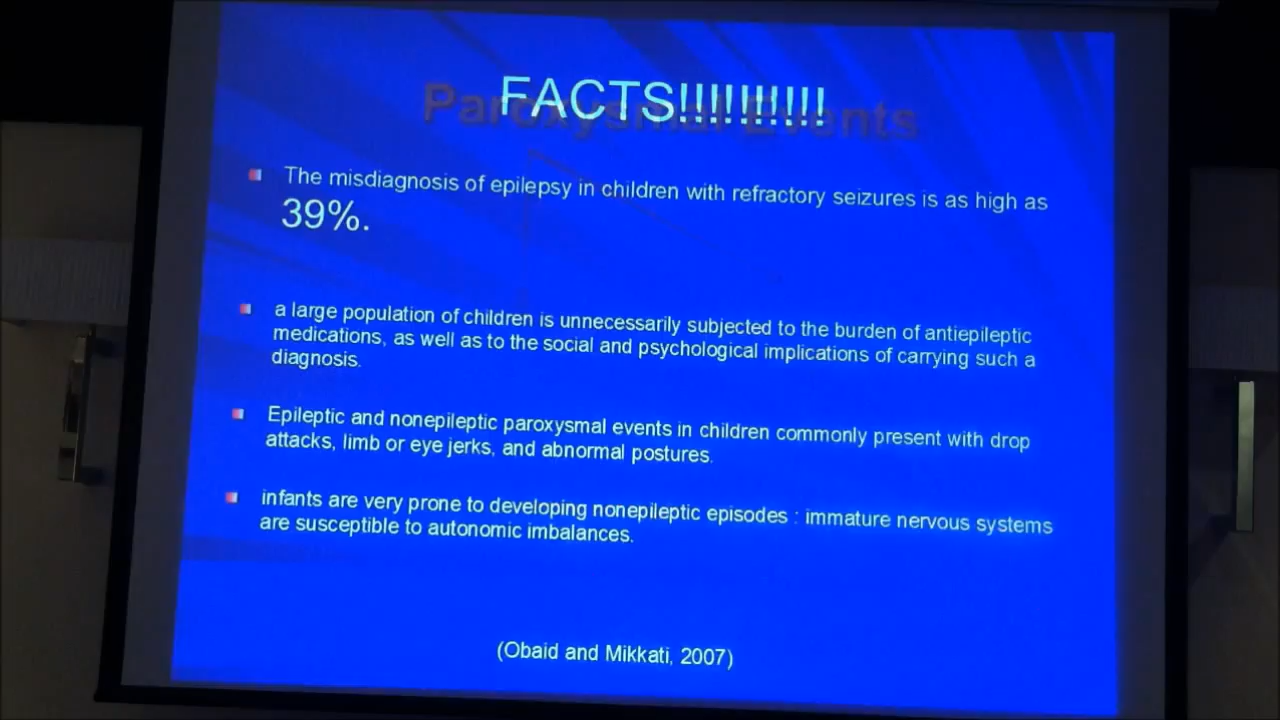 FACTS!!!!!!!!!!
Paroxysmal Events
The misdiagnosis of epilepsy in children with refractory seizures is as high as
39%.
a large population of children is unnecessarily subjected to the burden of antiepileptic
medications, as well as to the social and psychological implications of carrying such a
diagnosis.
Epileptic and nonepileptic paroxysmal events in children commonly present with drop
attacks, limb or eye jerks, and abnormal postures.
infants are very prone to developing nonepileptic episodes : immature nervous systems
are susceptible to autonomic imbalances.
(Obaid and Mikkati, 2007)